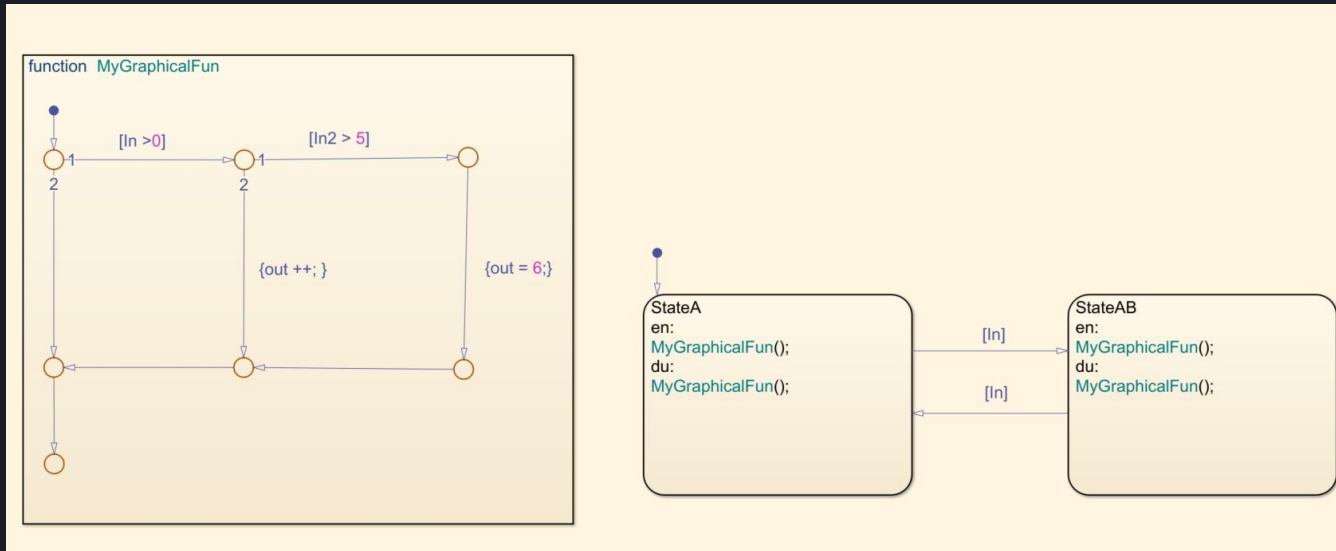 function MyGraphicalFun
[In >0]
[In2 > 5]
1
1
2
2
{out ++; }
{out = 6;}
StateA
en:
MyGraphicalFun();
du:
MyGraphicalFun();
[In]
[In]
StateAB
en:
MyGraphicalFun();
du:
MyGraphicalFun();